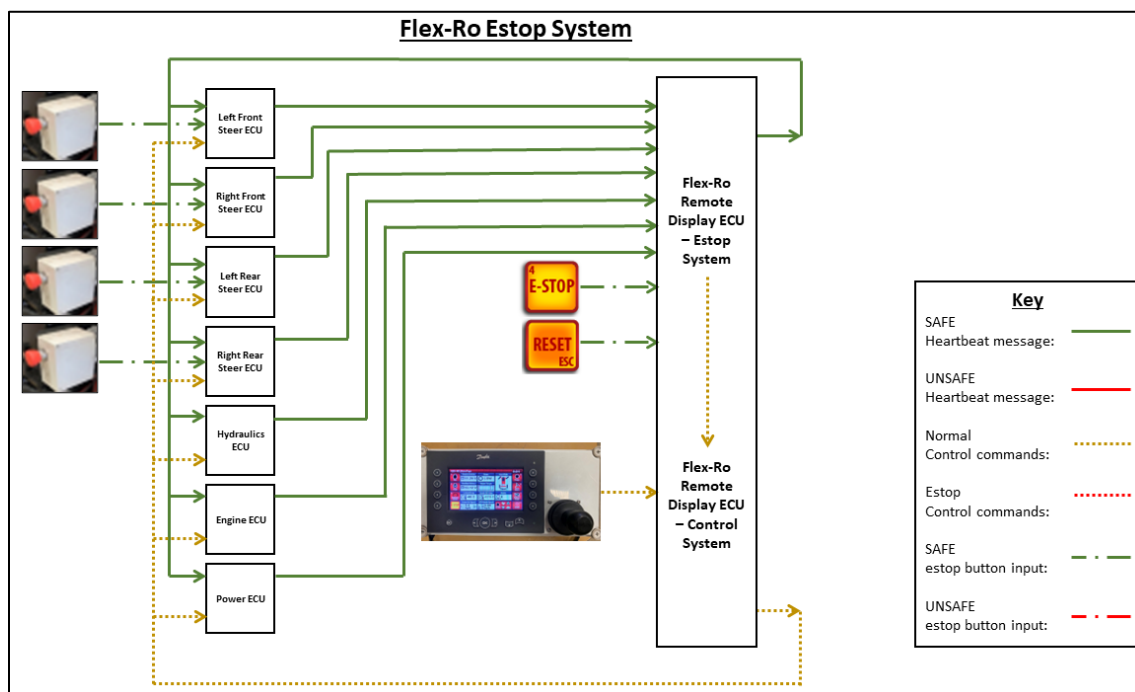 Flex-Ro Estop System
Left Front
Steer ECU
Right Front
Steer ECU
Left Rear
Steer ECU
Right Rear
Steer ECU
Hydraulics
ECU
Engine ECU
Power ECU
4
E-STOP
RESET
ESC
Danfoss
Flex-Ro
Remote
Display ECU
– Estop
System
Flex-Ro
Remote
Display ECU
– Control
System
Key
SAFE
Heartbeat message:
UNSAFE
Heartbeat message:
Normal
Control commands:
Estop
Control commands:
SAFE
estop button input:
UNSAFE
estop button input: